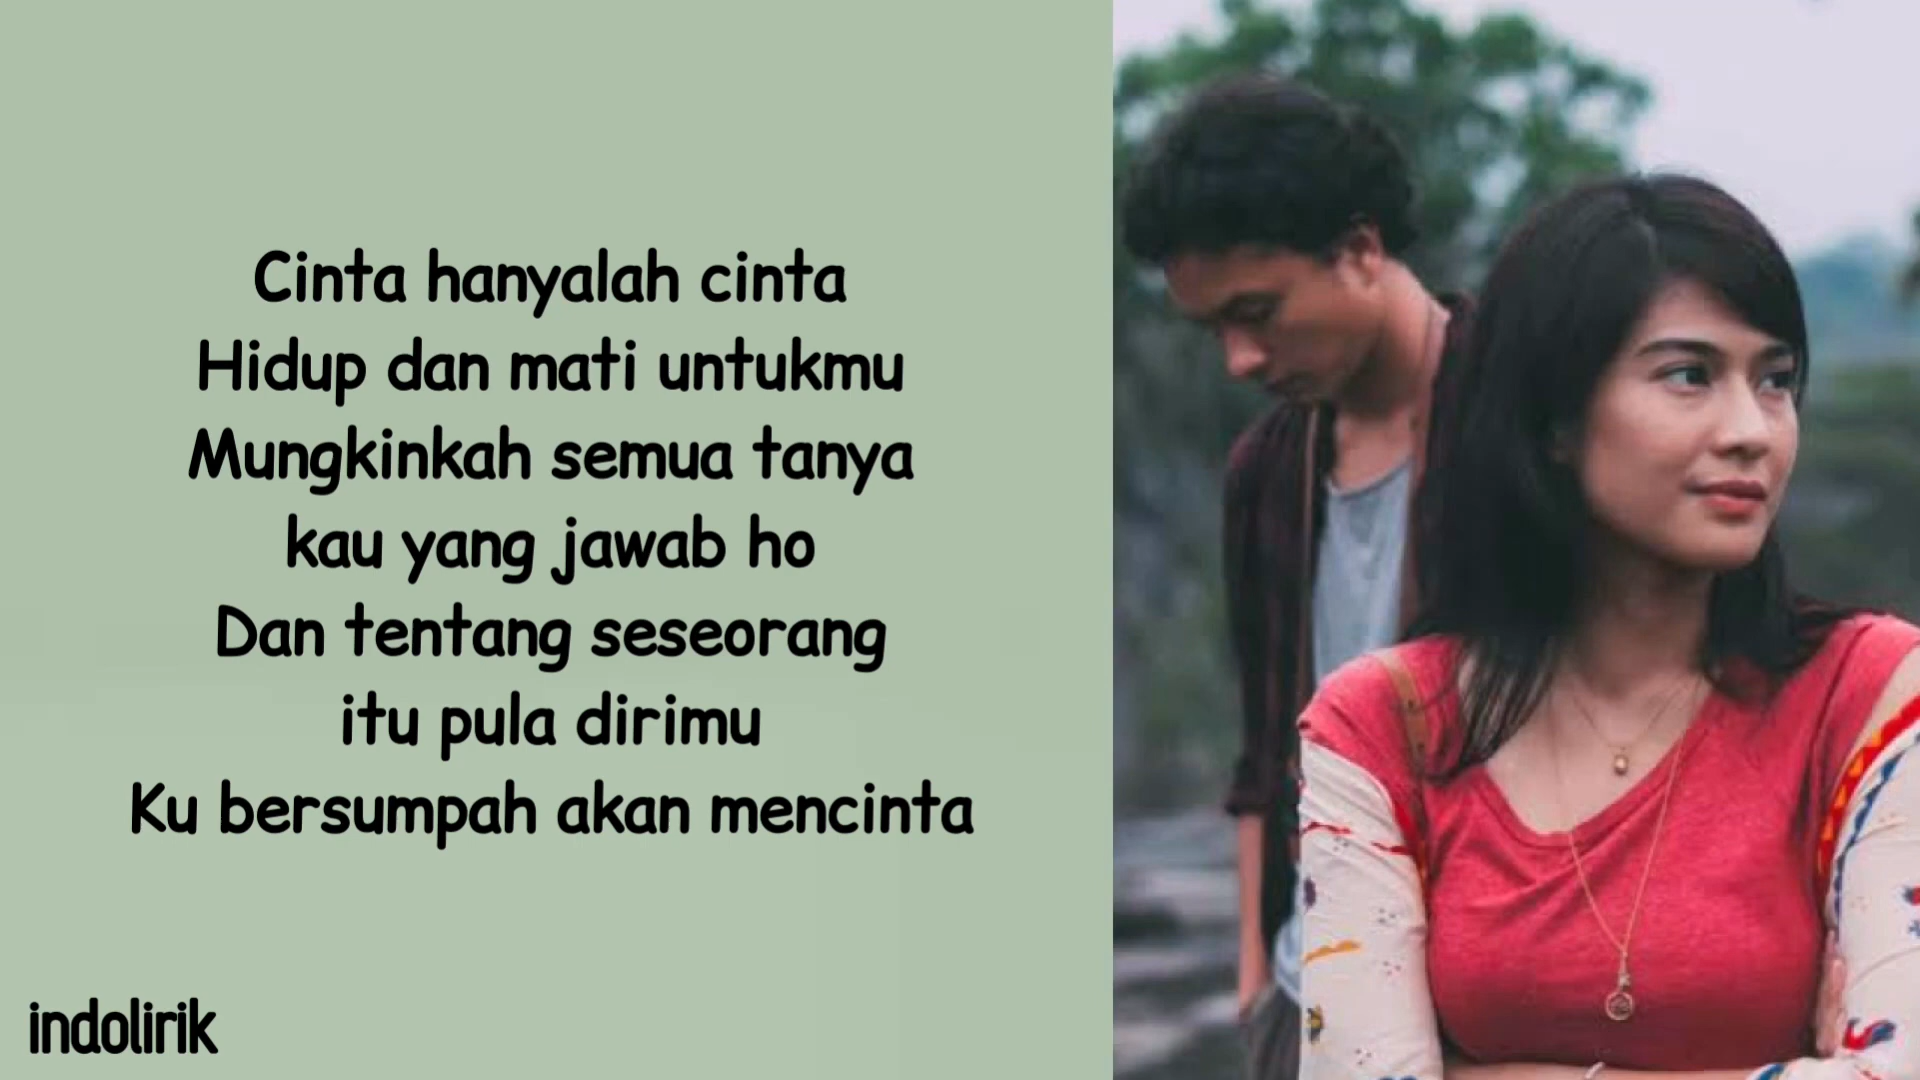 Cinta hanyalah cinta
Hidup dan mati untukmu
Mungkinkah semua tanya
kau yang jawab ho
Dan tentang seseorang
itu pula dirimu
Ku bersumpah akan mencinta
indolirik